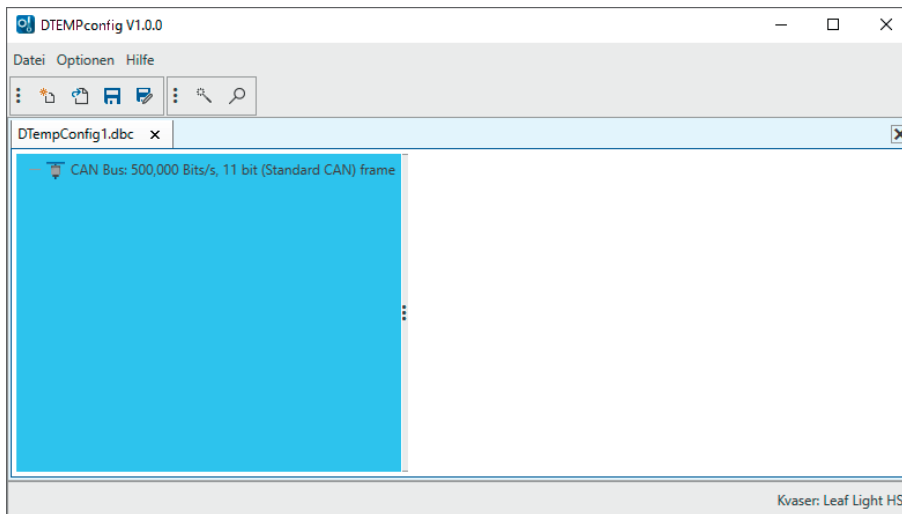 DTEMPconfig V1.0.0
Datei Optionen Hilfe
DTempConfig1.dbc
CAN Bus: 500,000 Bits/s, 11 bit (Standard CAN) frame
Kvaser: Leaf Light HS